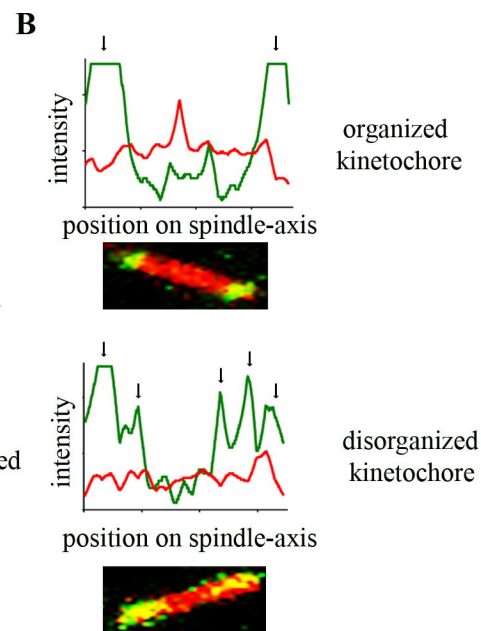 B
intensity
organized
kinetochore
position on spindle-axis
intensity
disorganized
kinetochore
position on spindle-axis